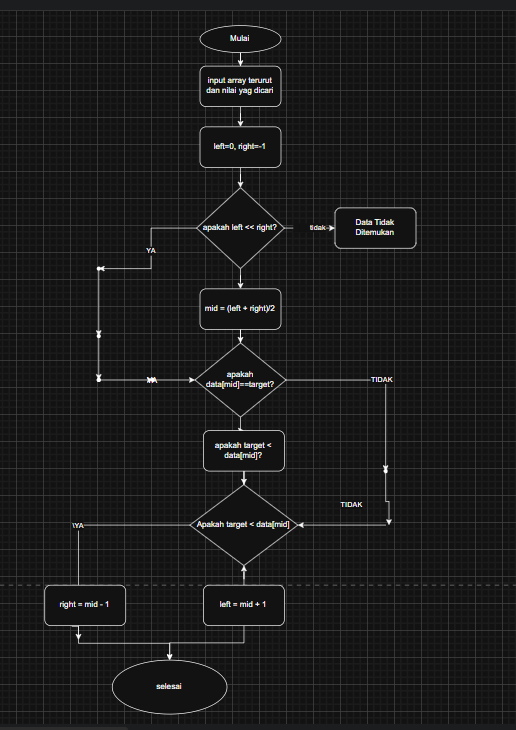 Mulai
input array terurut
dan nilai yag dicari
left=0, right=-1
apakah left << right?
tidak
Data Tidak
Ditemukan
YA
mid = (left + right)/2
apakah
data[mid]==target?
TIDAK
apakah target <
data[mid]?
TIDAK
YA
Apakah target < data[mid]
right = mid - 1
left = mid + 1
selesai